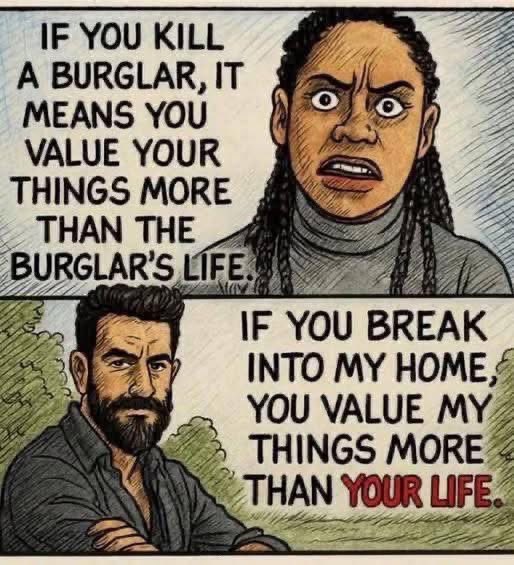 IF YOU KILL
A BURGLAR, IT
MEANS YOU
VALUE YOUR
THINGS MORE
THAN THE
BURGLAR'S LIFE.
IF YOU BREAK
INTO MY HOME,
YOU VALUE MY
THINGS MORE
THAN YOUR LIFE.